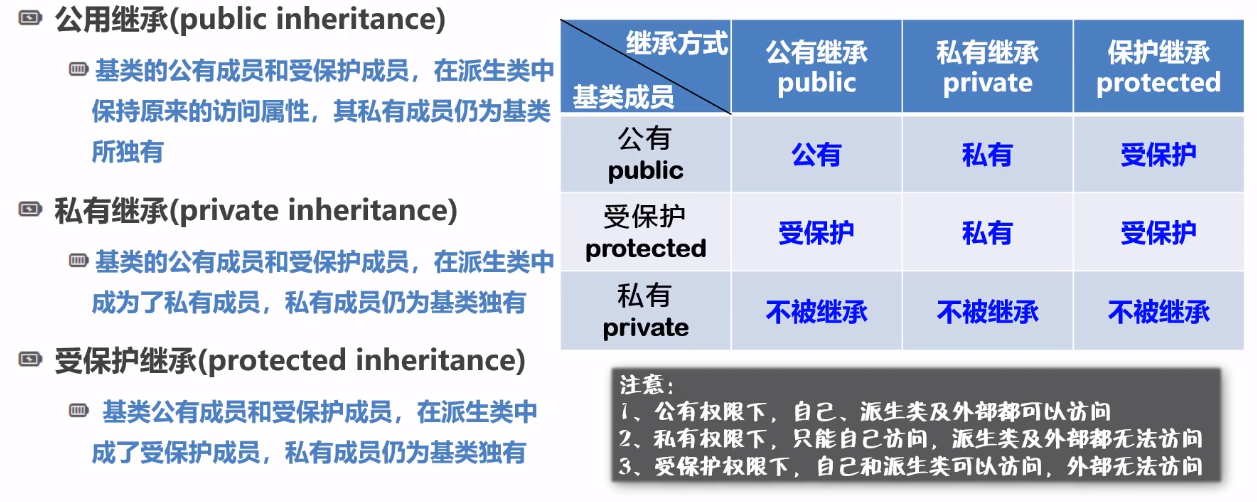 公用继承(public inheritance)
基类的公有成员和受保护成员，在派生类中
保持原来的访问属性，其私有成员仍为基类
所独有
私有继承(private inheritance)
基类的公有成员和受保护成员，在派生类中
成为了私有成员，私有成员仍为基类独有
受保护继承(protected inheritance)
基类公有成员和受保护成员，在派生类中
成了受保护成员，私有成员仍为基类独有
继承方式
基类成员
公有继承
public
私有继承
private
保护继承
protected
公有
public
公有
私有
受保护
受保护
protected
受保护
私有
受保护
私有
private
不被继承
不被继承
不被继承
注意：
1、公有权限下，自己、派生类及外部都可以访问
2、私有权限下，只能自己访问，派生类及外部都无法访问
3、受保护权限下，自己和派生类可以访问，外部无法访问